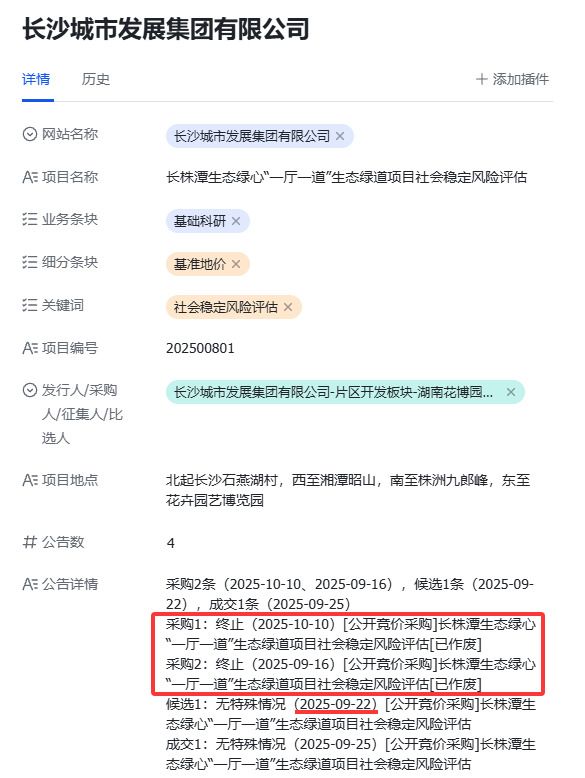 长沙城市发展集团有限公司
详情 历史 + 添加插件
网站名称 长沙城市发展集团有限公司 ×
项目名称 长株潭生态绿心“一厅一道”生态绿道项目社会稳定风险评估
业务条块 基础科研 ×
细分条块 基准地价 ×
关键词 社会稳定风险评估 ×
项目编号 202500801
发行人/采购 长沙城市发展集团有限公司-片区开发板块-湖南花博园... ×
人/征集人/比
选人
项目地点 北起长沙石燕湖村，西至湘潭昭山，南至株洲九郎峰，东至
花卉园艺博览园
# 公告数 4
公告详情 采购2条（2025-10-10、2025-09-16），候选1条（2025-09-
22），成交1条（2025-09-25）
采购1：终止（2025-10-10）[公开竞价采购]长株潭生态绿心
“一厅一道”生态绿道项目社会稳定风险评估[已作废]
采购2：终止（2025-09-16）[公开竞价采购]长株潭生态绿心
“一厅一道”生态绿道项目社会稳定风险评估[已作废]
候选1：无特殊情况（2025-09-22）[公开竞价采购]长株潭生
态绿心“一厅一道”生态绿道项目社会稳定风险评估
成交1：无特殊情况（2025-09-25）[公开竞价采购]长株潭生
态绿心“一厅一道”生态绿道项目社会稳定风险评估